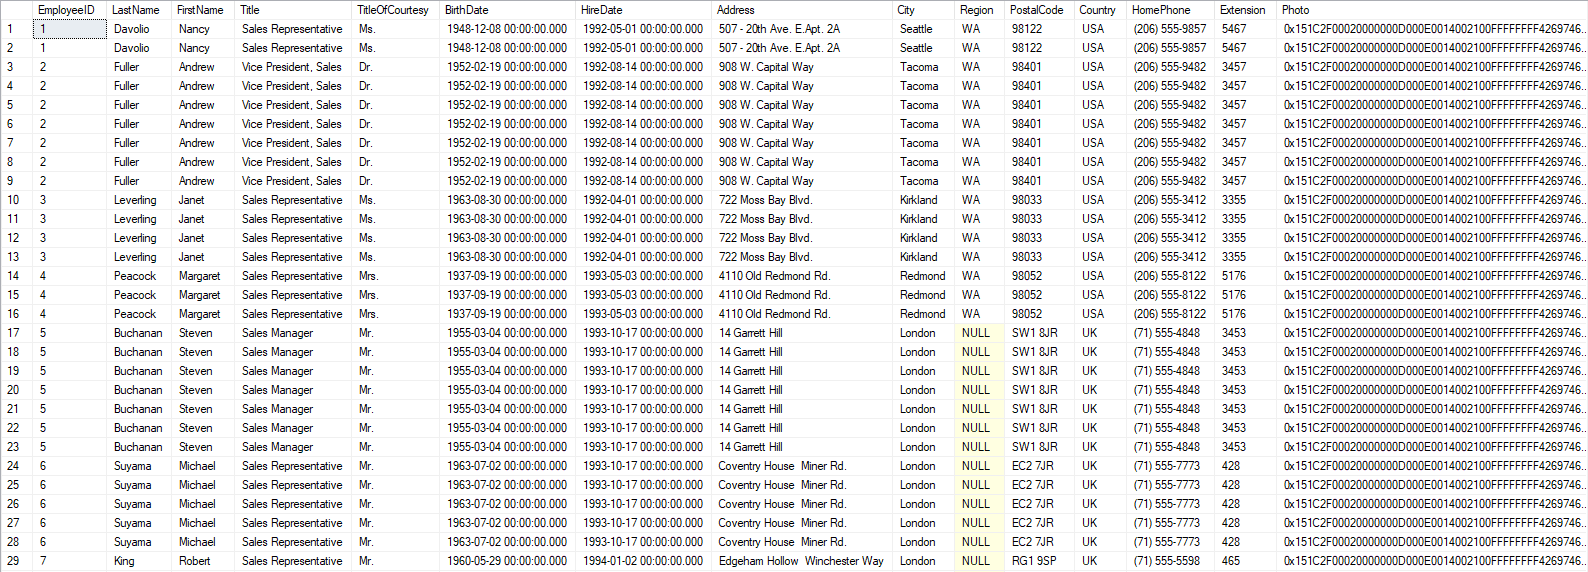 EmployeeID LastName FirstName Title TitleOfCourtesy BirthDate HireDate Address City Region PostalCode Country HomePhone Extension Photo
1 1 Davolio Nancy Sales Representative Ms. 1948-12-08 00:00:00.000 1992-05-01 00:00:00.000 507 - 20th Ave. E.Apt. 2A Seattle WA 98122 USA (206) 555-9857 5467 0x151C2F00020000000D000E0014002100FFFFFFFF4269746...
2 1 Davolio Nancy Sales Representative Ms. 1948-12-08 00:00:00.000 1992-05-01 00:00:00.000 507 - 20th Ave. E.Apt. 2A Seattle WA 98122 USA (206) 555-9857 5467 0x151C2F00020000000D000E0014002100FFFFFFFF4269746...
3 2 Fuller Andrew Vice President, Sales Dr. 1952-02-19 00:00:00.000 1992-08-14 00:00:00.000 908 W. Capital Way Tacoma WA 98401 USA (206) 555-9482 3457 0x151C2F00020000000D000E0014002100FFFFFFFF4269746...
4 2 Fuller Andrew Vice President, Sales Dr. 1952-02-19 00:00:00.000 1992-08-14 00:00:00.000 908 W. Capital Way Tacoma WA 98401 USA (206) 555-9482 3457 0x151C2F00020000000D000E0014002100FFFFFFFF4269746...
5 2 Fuller Andrew Vice President, Sales Dr. 1952-02-19 00:00:00.000 1992-08-14 00:00:00.000 908 W. Capital Way Tacoma WA 98401 USA (206) 555-9482 3457 0x151C2F00020000000D000E0014002100FFFFFFFF4269746...
6 2 Fuller Andrew Vice President, Sales Dr. 1952-02-19 00:00:00.000 1992-08-14 00:00:00.000 908 W. Capital Way Tacoma WA 98401 USA (206) 555-9482 3457 0x151C2F00020000000D000E0014002100FFFFFFFF4269746...
7 2 Fuller Andrew Vice President, Sales Dr. 1952-02-19 00:00:00.000 1992-08-14 00:00:00.000 908 W. Capital Way Tacoma WA 98401 USA (206) 555-9482 3457 0x151C2F00020000000D000E0014002100FFFFFFFF4269746...
8 2 Fuller Andrew Vice President, Sales Dr. 1952-02-19 00:00:00.000 1992-08-14 00:00:00.000 908 W. Capital Way Tacoma WA 98401 USA (206) 555-9482 3457 0x151C2F00020000000D000E0014002100FFFFFFFF4269746...
9 2 Fuller Andrew Vice President, Sales Dr. 1952-02-19 00:00:00.000 1992-08-14 00:00:00.000 908 W. Capital Way Tacoma WA 98401 USA (206) 555-9482 3457 0x151C2F00020000000D000E0014002100FFFFFFFF4269746...
10 3 Leverling Janet Sales Representative Ms. 1963-08-30 00:00:00.000 1992-04-01 00:00:00.000 722 Moss Bay Blvd. Kirkland WA 98033 USA (206) 555-3412 3355 0x151C2F00020000000D000E0014002100FFFFFFFF4269746...
11 3 Leverling Janet Sales Representative Ms. 1963-08-30 00:00:00.000 1992-04-01 00:00:00.000 722 Moss Bay Blvd. Kirkland WA 98033 USA (206) 555-3412 3355 0x151C2F00020000000D000E0014002100FFFFFFFF4269746...
12 3 Leverling Janet Sales Representative Ms. 1963-08-30 00:00:00.000 1992-04-01 00:00:00.000 722 Moss Bay Blvd. Kirkland WA 98033 USA (206) 555-3412 3355 0x151C2F00020000000D000E0014002100FFFFFFFF4269746...
13 3 Leverling Janet Sales Representative Ms. 1963-08-30 00:00:00.000 1992-04-01 00:00:00.000 722 Moss Bay Blvd. Kirkland WA 98033 USA (206) 555-3412 3355 0x151C2F00020000000D000E0014002100FFFFFFFF4269746...
14 4 Peacock Margaret Sales Representative Mrs. 1937-09-19 00:00:00.000 1993-05-03 00:00:00.000 4110 Old Redmond Rd. Redmond WA 98052 USA (206) 555-8122 5176 0x151C2F00020000000D000E0014002100FFFFFFFF4269746...
15 4 Peacock Margaret Sales Representative Mrs. 1937-09-19 00:00:00.000 1993-05-03 00:00:00.000 4110 Old Redmond Rd. Redmond WA 98052 USA (206) 555-8122 5176 0x151C2F00020000000D000E0014002100FFFFFFFF4269746...
16 4 Peacock Margaret Sales Representative Mrs. 1937-09-19 00:00:00.000 1993-05-03 00:00:00.000 4110 Old Redmond Rd. Redmond WA 98052 USA (206) 555-8122 5176 0x151C2F00020000000D000E0014002100FFFFFFFF4269746...
17 5 Buchanan Steven Sales Manager Mr. 1955-03-04 00:00:00.000 1993-10-17 00:00:00.000 14 Garrett Hill London NULL SW1 8JR UK (71) 555-4848 3453 0x151C2F00020000000D000E0014002100FFFFFFFF4269746...
18 5 Buchanan Steven Sales Manager Mr. 1955-03-04 00:00:00.000 1993-10-17 00:00:00.000 14 Garrett Hill London NULL SW1 8JR UK (71) 555-4848 3453 0x151C2F00020000000D000E0014002100FFFFFFFF4269746...
19 5 Buchanan Steven Sales Manager Mr. 1955-03-04 00:00:00.000 1993-10-17 00:00:00.000 14 Garrett Hill London NULL SW1 8JR UK (71) 555-4848 3453 0x151C2F00020000000D000E0014002100FFFFFFFF4269746...
20 5 Buchanan Steven Sales Manager Mr. 1955-03-04 00:00:00.000 1993-10-17 00:00:00.000 14 Garrett Hill London NULL SW1 8JR UK (71) 555-4848 3453 0x151C2F00020000000D000E0014002100FFFFFFFF4269746...
21 5 Buchanan Steven Sales Manager Mr. 1955-03-04 00:00:00.000 1993-10-17 00:00:00.000 14 Garrett Hill London NULL SW1 8JR UK (71) 555-4848 3453 0x151C2F00020000000D000E0014002100FFFFFFFF4269746...
22 5 Buchanan Steven Sales Manager Mr. 1955-03-04 00:00:00.000 1993-10-17 00:00:00.000 14 Garrett Hill London NULL SW1 8JR UK (71) 555-4848 3453 0x151C2F00020000000D000E0014002100FFFFFFFF4269746...
23 5 Buchanan Steven Sales Manager Mr. 1955-03-04 00:00:00.000 1993-10-17 00:00:00.000 14 Garrett Hill London NULL SW1 8JR UK (71) 555-4848 3453 0x151C2F00020000000D000E0014002100FFFFFFFF4269746...
24 6 Suyama Michael Sales Representative Mr. 1963-07-02 00:00:00.000 1993-10-17 00:00:00.000 Coventry House Miner Rd. London NULL EC2 7JR UK (71) 555-7773 428 0x151C2F00020000000D000E0014002100FFFFFFFF4269746...
25 6 Suyama Michael Sales Representative Mr. 1963-07-02 00:00:00.000 1993-10-17 00:00:00.000 Coventry House Miner Rd. London NULL EC2 7JR UK (71) 555-7773 428 0x151C2F00020000000D000E0014002100FFFFFFFF4269746...
26 6 Suyama Michael Sales Representative Mr. 1963-07-02 00:00:00.000 1993-10-17 00:00:00.000 Coventry House Miner Rd. London NULL EC2 7JR UK (71) 555-7773 428 0x151C2F00020000000D000E0014002100FFFFFFFF4269746...
27 6 Suyama Michael Sales Representative Mr. 1963-07-02 00:00:00.000 1993-10-17 00:00:00.000 Coventry House Miner Rd. London NULL EC2 7JR UK (71) 555-7773 428 0x151C2F00020000000D000E0014002100FFFFFFFF4269746...
28 6 Suyama Michael Sales Representative Mr. 1963-07-02 00:00:00.000 1993-10-17 00:00:00.000 Coventry House Miner Rd. London NULL EC2 7JR UK (71) 555-7773 428 0x151C2F00020000000D000E0014002100FFFFFFFF4269746...
29 7 King Robert Sales Representative Mr. 1960-05-29 00:00:00.000 1994-01-02 00:00:00.000 Edgeham Hollow Winchester Way London NULL RG1 9SP UK (71) 555-5598 465 0x151C2F00020000000D000E0014002100FFFFFFFF4269746...